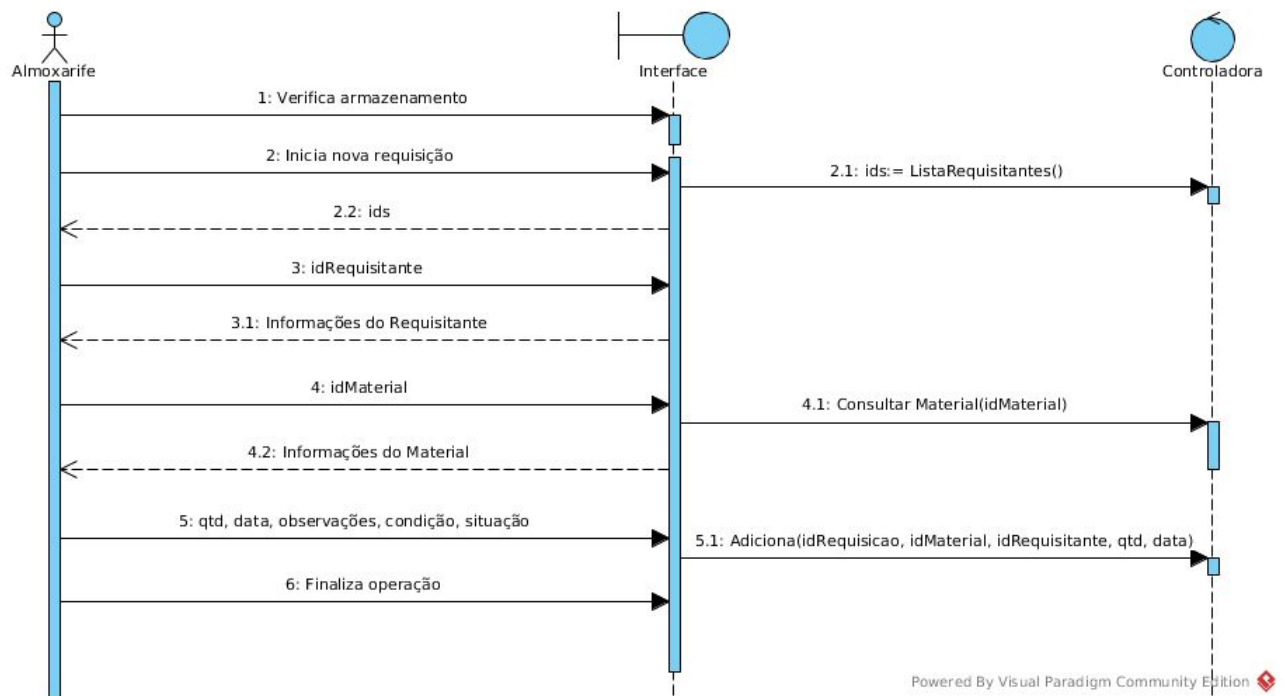 Almoxarife
Interface
Controladora
1: Verifica armazenamento
2: Inicia nova requisição
2.1: ids:= ListaRequisitantes()
2.2: ids
3: idRequisitante
3.1: Informações do Requisitante
4: idMaterial
4.1: Consultar Material(idMaterial)
4.2: Informações do Material
5: qtd, data, observações, condição, situação
5.1: Adiciona(idRequisicao, idMaterial, idRequisitante, qtd, data)
6: Finaliza operação
Powered By Visual Paradigm Community Edition